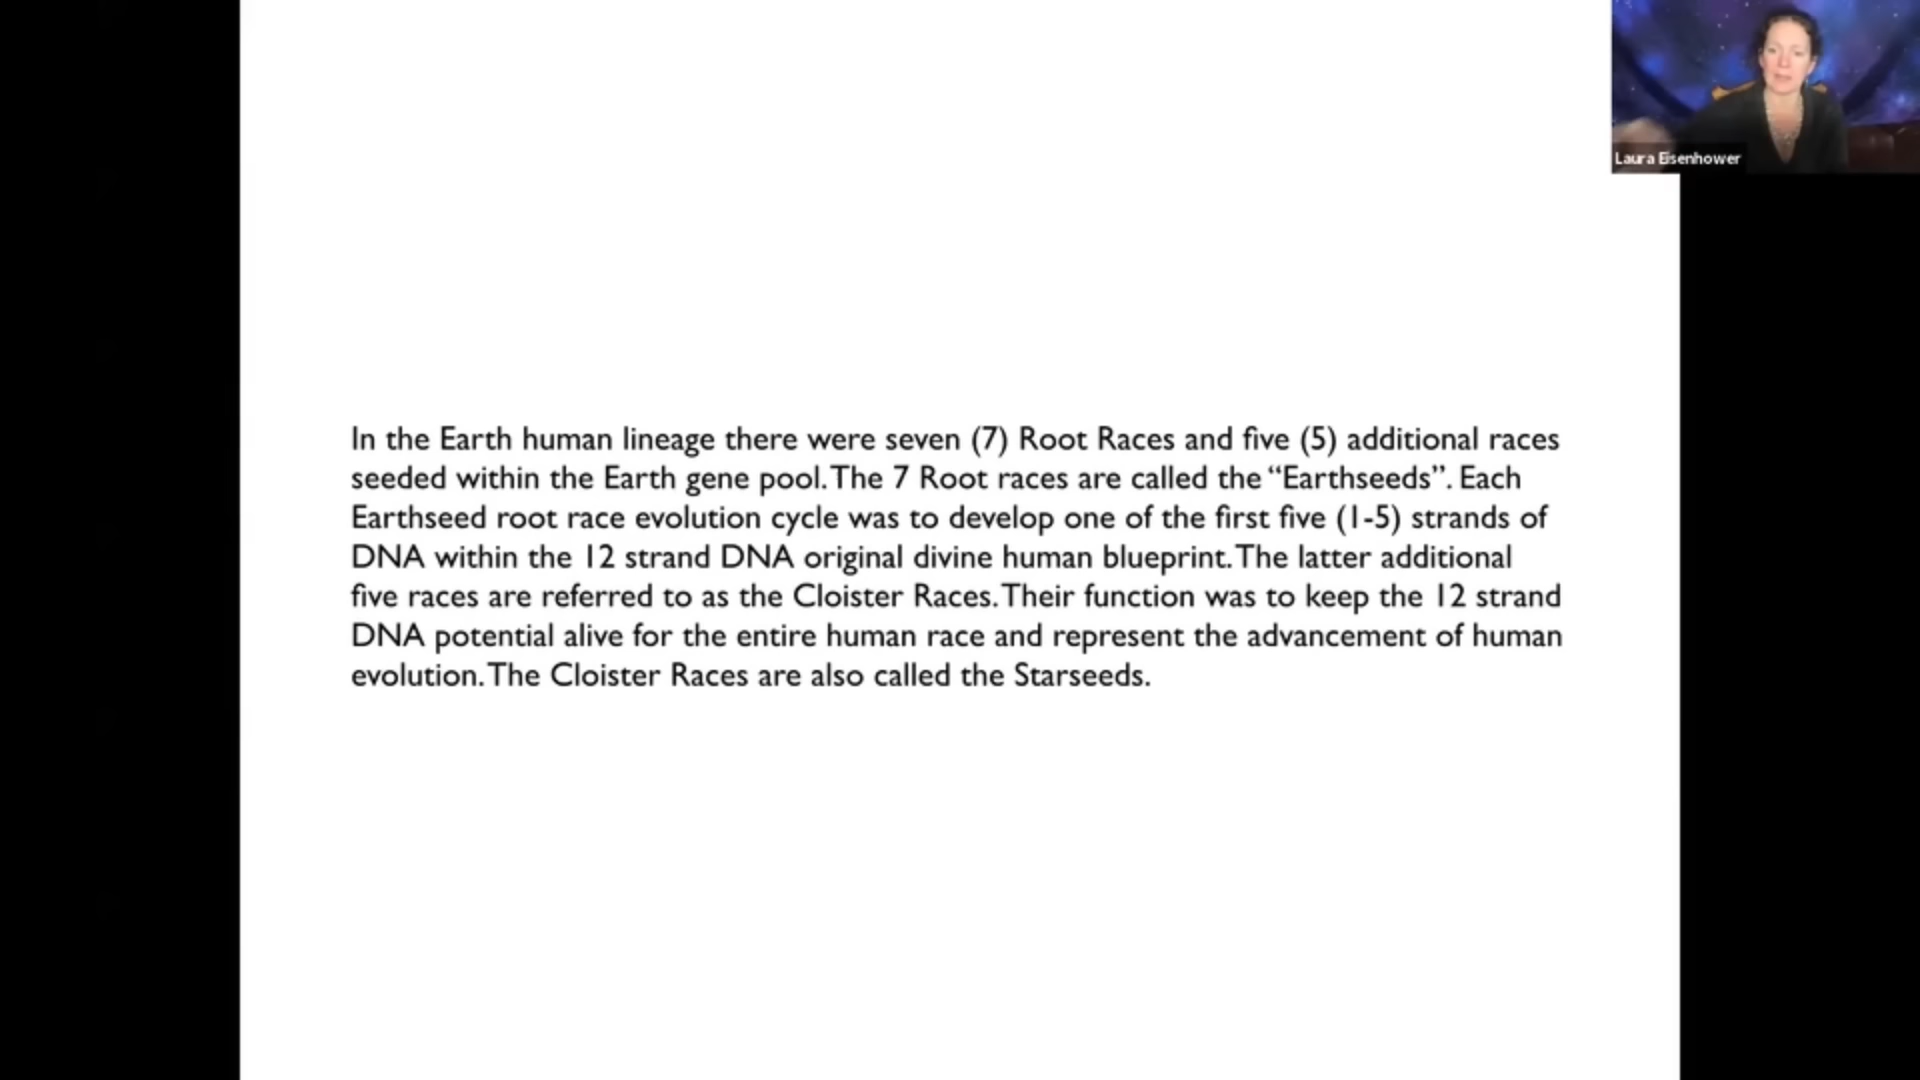 Laura Eisenhower
In the Earth human lineage there were seven (7) Root Races and five (5) additional races
seeded within the Earth gene pool. The 7 Root races are called the “Earthseeds”. Each
Earthseed root race evolution cycle was to develop one of the first five (1-5) strands of
DNA within the 12 strand DNA original divine human blueprint. The latter additional
five races are referred to as the Cloister Races. Their function was to keep the 12 strand
DNA potential alive for the entire human race and represent the advancement of human
evolution. The Cloister Races are also called the Starseeds.